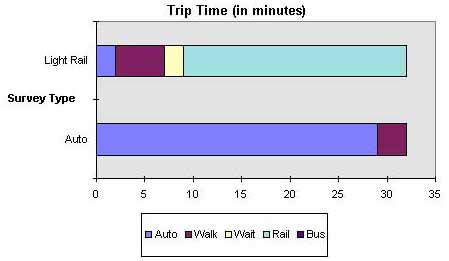 Trip Time (in minutes)
Light Rail
Survey Type
Auto
0 5 10 15 20 25 30 35
Auto Walk Wait Rail Bus